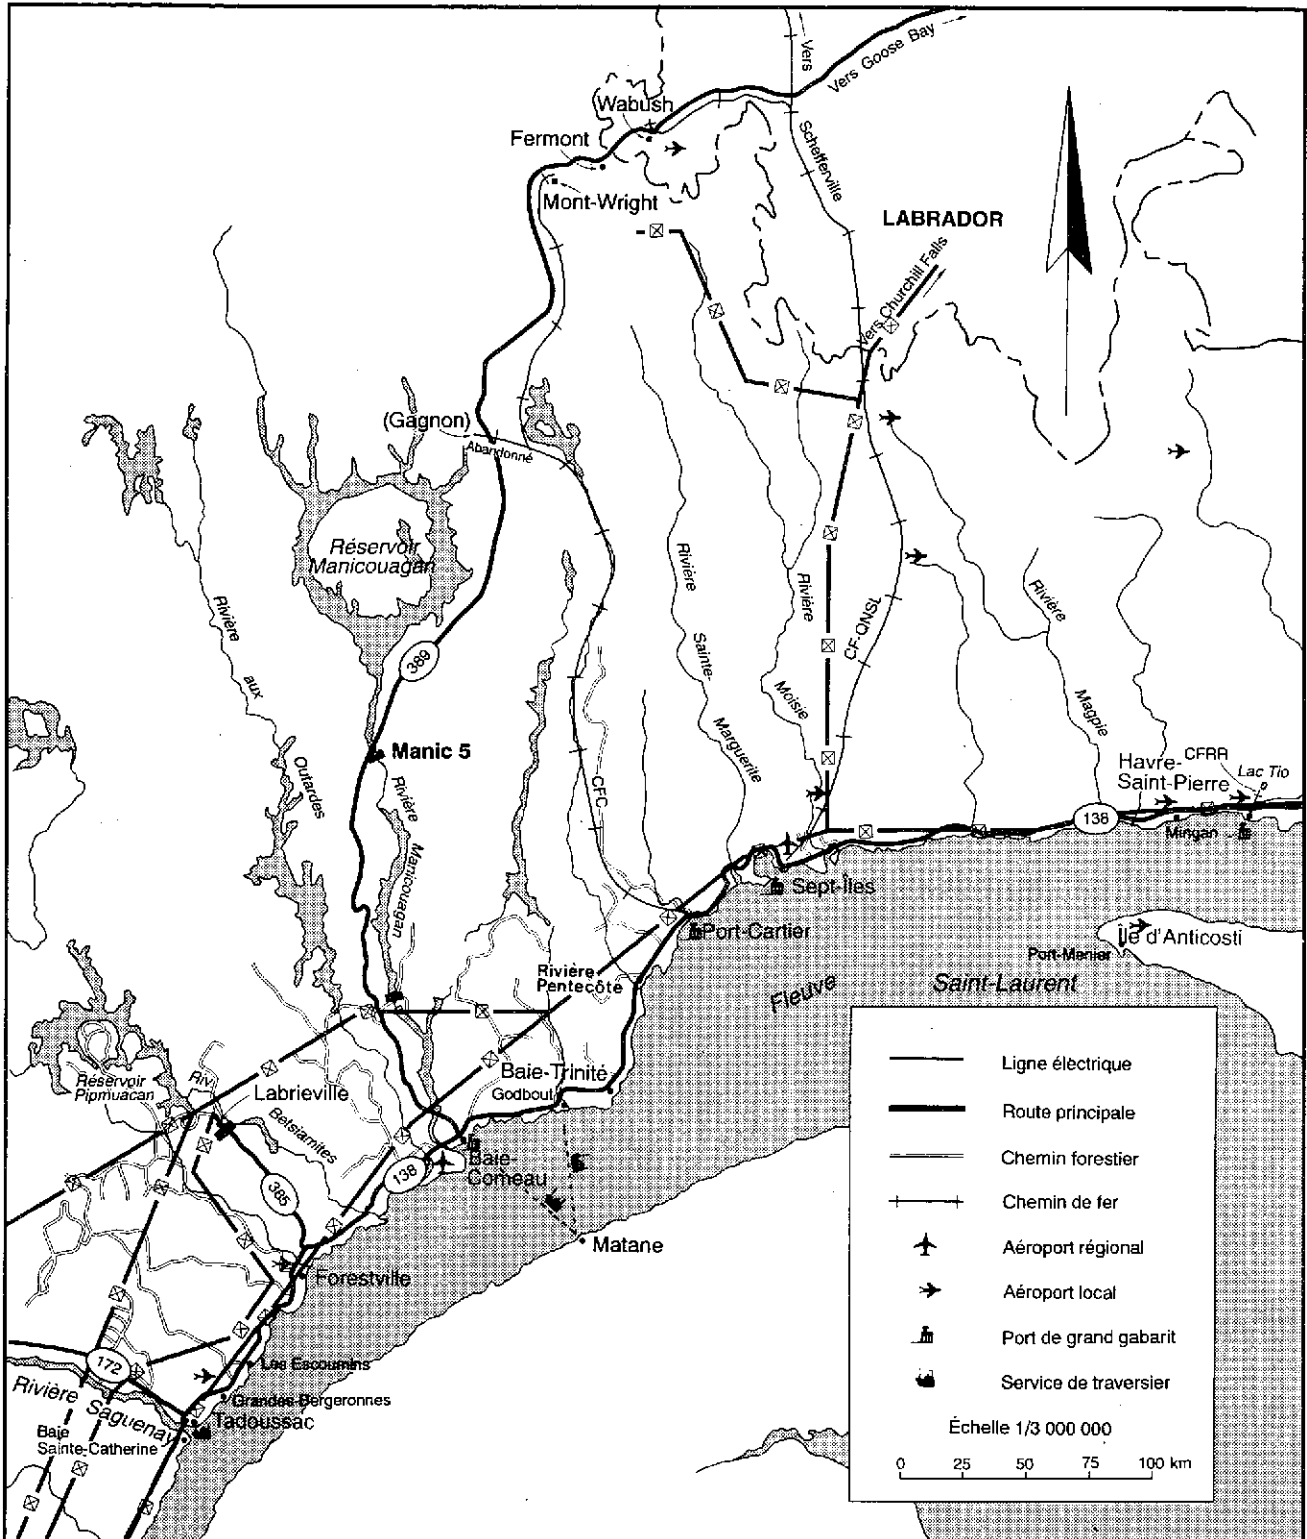 Vers Goose Bay
Vers
Schefferville
Wabush
Fermont
Mont-Wright
LABRADOR
Vers Churchill Falls
(Gagnon)
Abandonné
Réservoir
Manicouagan
Rivière
aux
Outardes
389
Rivière
Sainte-
Marguerite
Rivière
Moisie
CF.QNSL
Rivière
Magpie
Manic 5
Rivière
Manicouagan
CFC
Havre-
Saint-Pierre
CFRR
Lac Tio
138
Mingan
Sept-Îles
Port-Cartier
Île d'Anticosti
Port-Menier
Rivière
Pentecôte
Fleuve
Saint-Laurent
Réservoir
Pipmuacan
Riv.
Labrieville
Betsiamites
Baie-Trinité
Godbout
385
138
Baie-
Comeau
Matane
Forestville
172
Les Escoumins
Grandes-Bergeronnes
Tadoussac
Rivière Saguenay
Baie
Sainte-Catherine
Ligne électrique
Route principale
Chemin forestier
Chemin de fer
Aéroport régional
Aéroport local
Port de grand gabarit
Service de traversier
Échelle 1/3 000 000
0 25 50 75 100 km